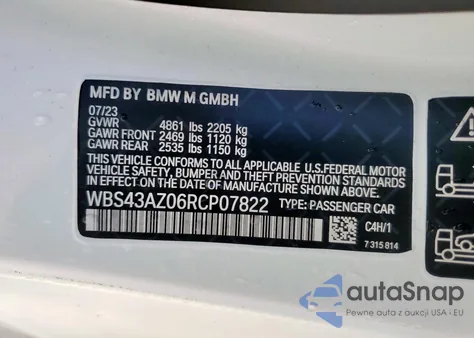 MFD BY BMW M GMBH
07/23
GVWR 4861 lbs 2205 kg
GAWR FRONT 2469 lbs 1120 kg
GAWR REAR 2535 lbs 1150 kg
THIS VEHICLE CONFORMS TO ALL APPLICABLE U.S. FEDERAL MOTOR
VEHICLE SAFETY, BUMPER, AND THEFT PREVENTION STANDARDS IN
EFFECT ON THE DATE OF MANUFACTURE SHOWN ABOVE.
WBS43AZ06RCP07822 TYPE: PASSENGER CAR
C4H/1
7 315 814
autoSnap
Pewne auta z aukcji USA i EU